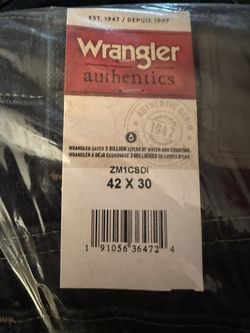 EST. 1947 / DEPUIS 1947
Wrangler
authentics
AUTHENTIC DENIM
1947
WRANGLER SAVED 3 BILLION LITERS OF WATER AND COUNTING.
WRANGLER A DÉJÀ ÉCONOMISÉ 3 MILLIARDS DE LITRES D'EAU.
ZM1CSDI
42 X 30
1 91056 36472 4